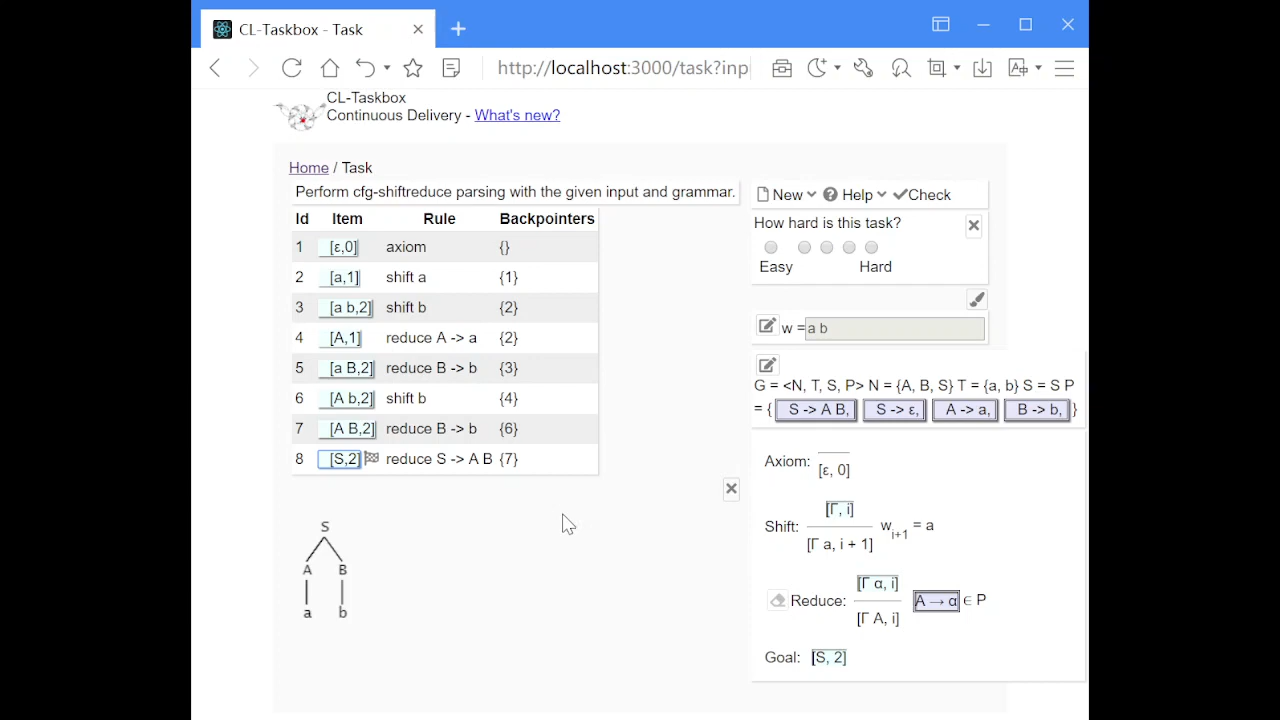 CL-Taskbox - Task
http://localhost:3000/task?inp
CL-Taskbox
Continuous Delivery - What's new?
Home / Task
Perform cfg-shiftreduce parsing with the given input and grammar.
Id Item Rule Backpointers
1 [ε,0] axiom {}
2 [a,1] shift a {1}
3 [a b,2] shift b {2}
4 [A,1] reduce A -> a {2}
5 [a B,2] reduce B -> b {3}
6 [A b,2] shift b {4}
7 [A B,2] reduce B -> b {6}
8 [S,2] reduce S -> A B {7}
S
A B
a b
New Help Check
How hard is this task?
Easy Hard
w = a b
G = <N, T, S, P> N = {A, B, S} T = {a, b} S = S P
= { S -> A B, S -> ε, A -> a, B -> b, }
Axiom: [ε, 0]
[Γ, i]
Shift: w i+1 = a
[Γ a, i + 1]
[Γ α, i]
Reduce: A → α ∈ P
[Γ A, i]
Goal: [S, 2]